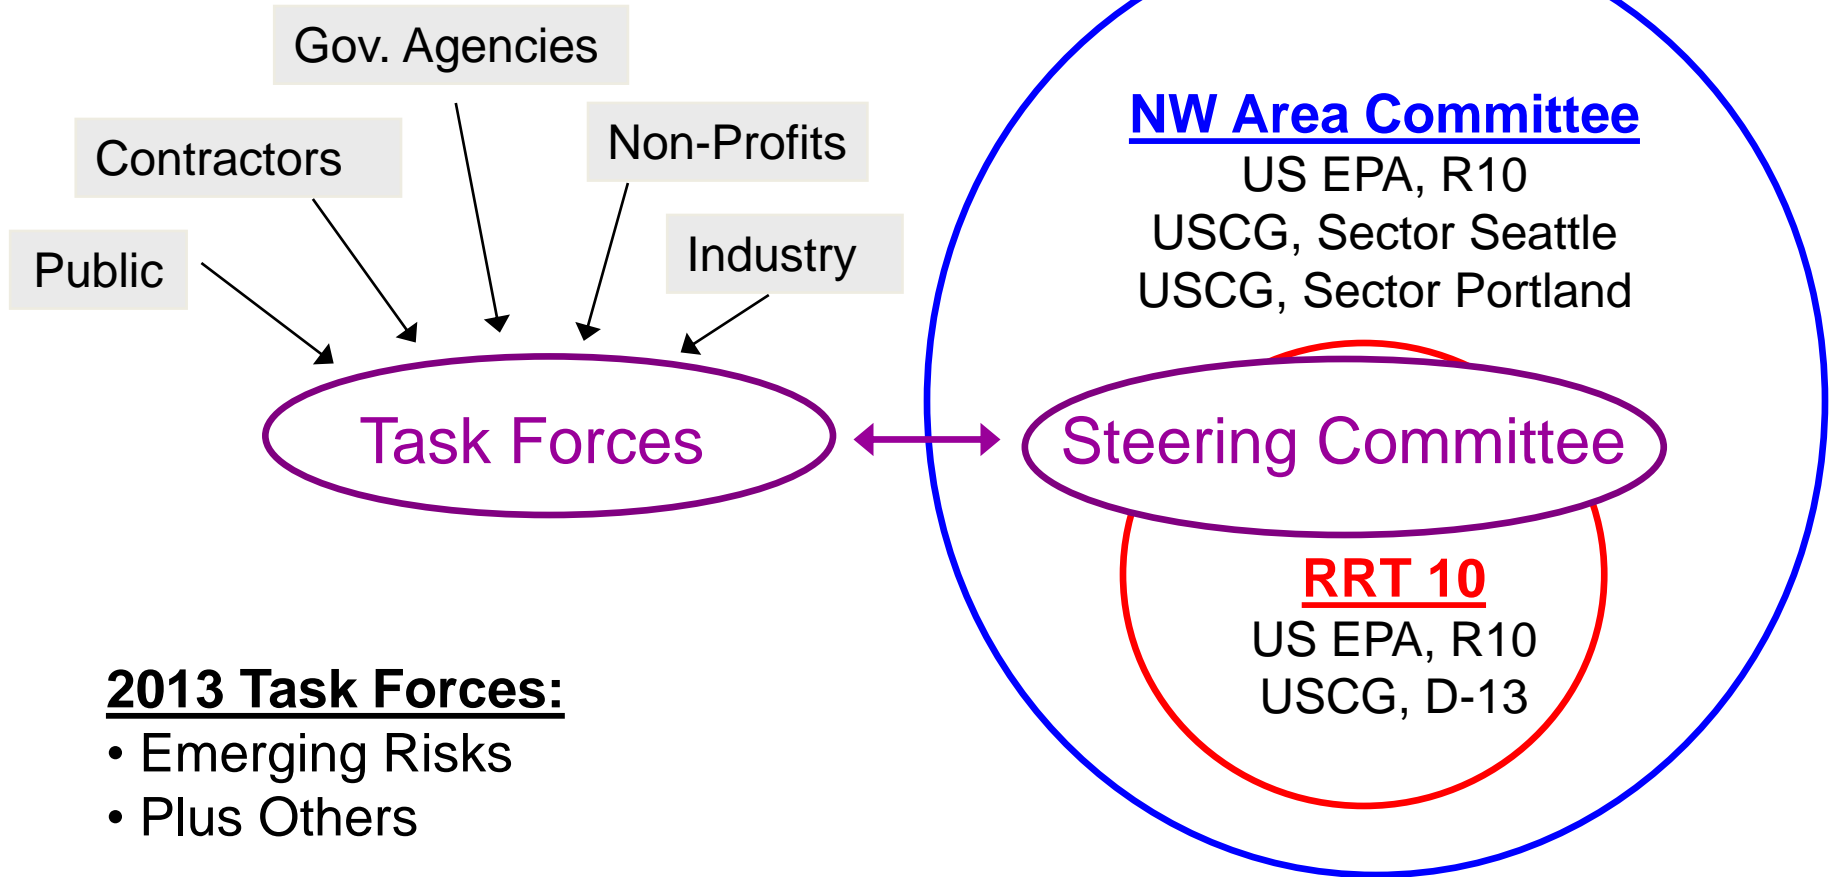 Gov. Agencies
Contractors
Non-Profits
Public
Industry
Task Forces
NW Area Committee
US EPA, R10
USCG, Sector Seattle
USCG, Sector Portland
Steering Committee
RRT 10
US EPA, R10
USCG, D-13
2013 Task Forces:
• Emerging Risks
• Plus Others